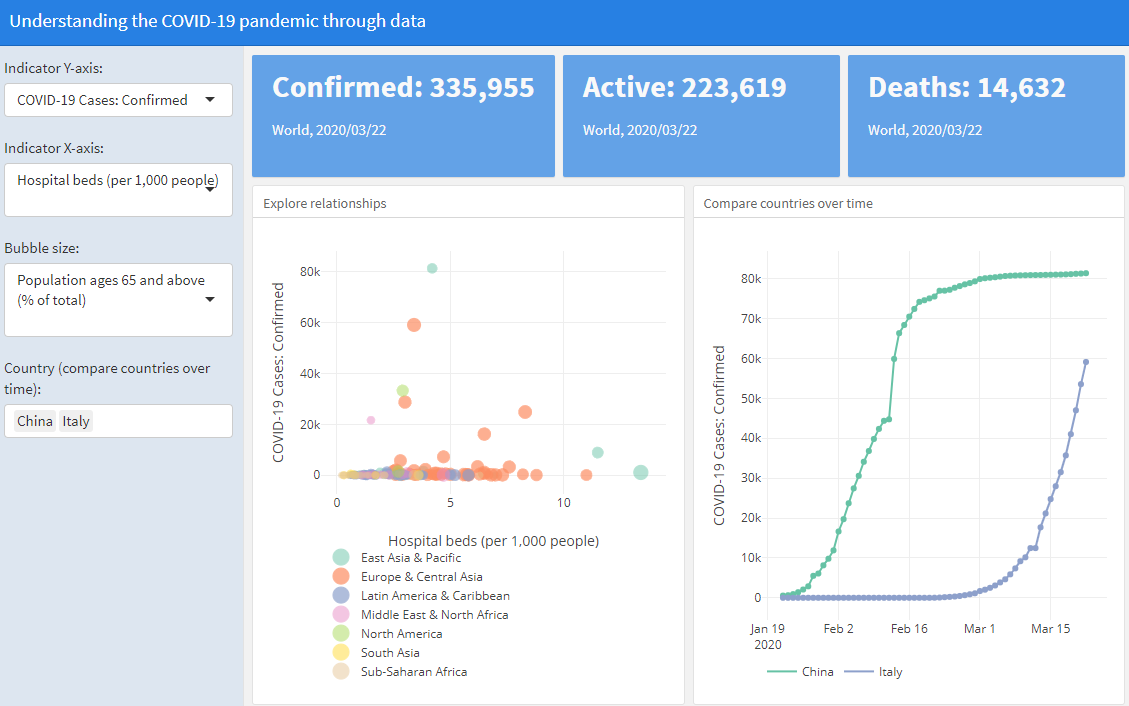 Understanding the COVID-19 pandemic through data
Indicator Y-axis:
COVID-19 Cases: Confirmed
Indicator X-axis:
Hospital beds (per 1,000 people)
Bubble size:
Population ages 65 and above
(% of total)
Country (compare countries over
time):
China Italy
Confirmed: 335,955
World, 2020/03/22
Active: 223,619
World, 2020/03/22
Deaths: 14,632
World, 2020/03/22
Explore relationships
COVID-19 Cases: Confirmed
80k
60k
40k
20k
0
0 5 10
Hospital beds (per 1,000 people)
East Asia & Pacific
Europe & Central Asia
Latin America & Caribbean
Middle East & North Africa
North America
South Asia
Sub-Saharan Africa
Compare countries over time
COVID-19 Cases: Confirmed
80k
70k
60k
50k
40k
30k
20k
10k
0
Jan 19 Feb 2 Feb 16 Mar 1 Mar 15
2020
China Italy